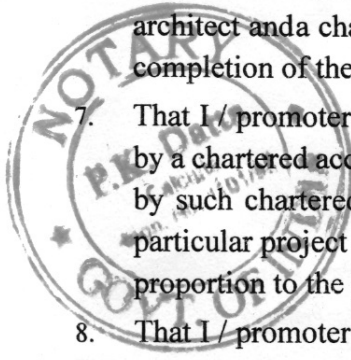 architect anda cha
completion of the
7. That I / promoter
by a chartered acc
by such chartered
particular project
proportion to the
8. That I / promoter
NOTARY
GOVT. OF